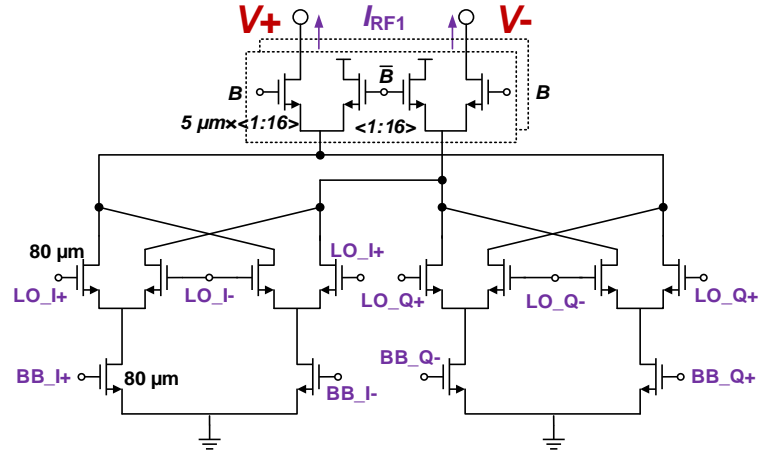 V+ I_RF1 V-
B B̅ B
5 µm×<1:16> <1:16>
80 µm LO_I+
LO_I+ LO_I- LO_Q+ LO_Q- LO_Q+
BB_I+ 80 µm BB_I- BB_Q- BB_Q+